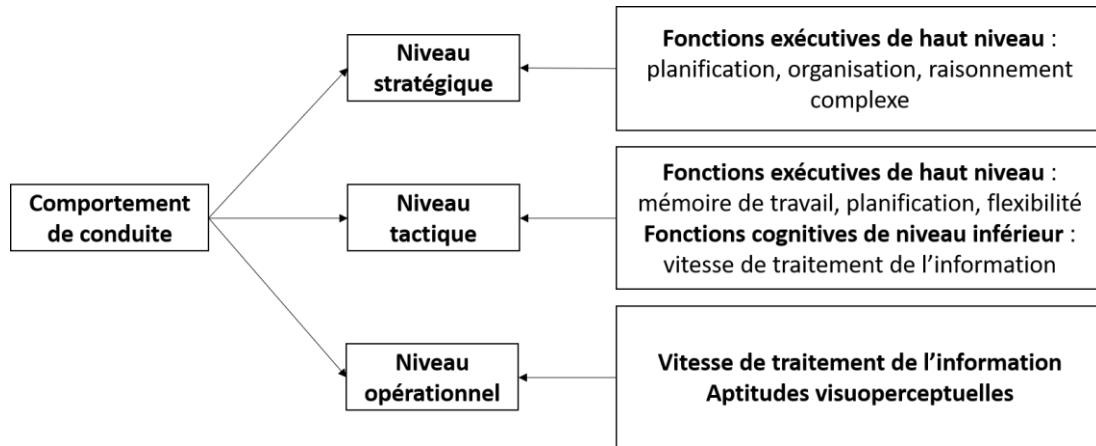 Comportement
de conduite
Niveau
stratégique
Fonctions exécutives de haut niveau :
planification, organisation, raisonnement
complexe
Niveau
tactique
Fonctions exécutives de haut niveau :
mémoire de travail, planification, flexibilité
Fonctions cognitives de niveau inférieur :
vitesse de traitement de l’information
Niveau
opérationnel
Vitesse de traitement de l’information
Aptitudes visuoperceptuelles